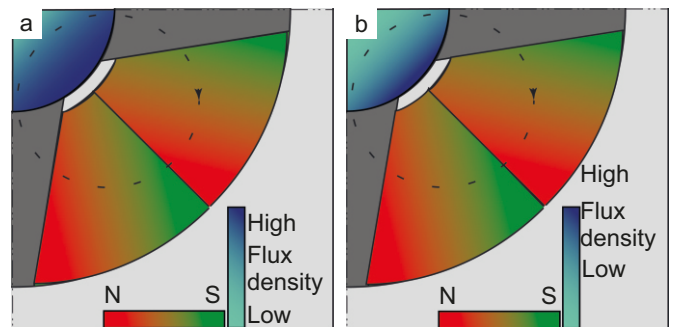 a
High
Flux
density
Low
N S
b
High
Flux
density
Low
N S